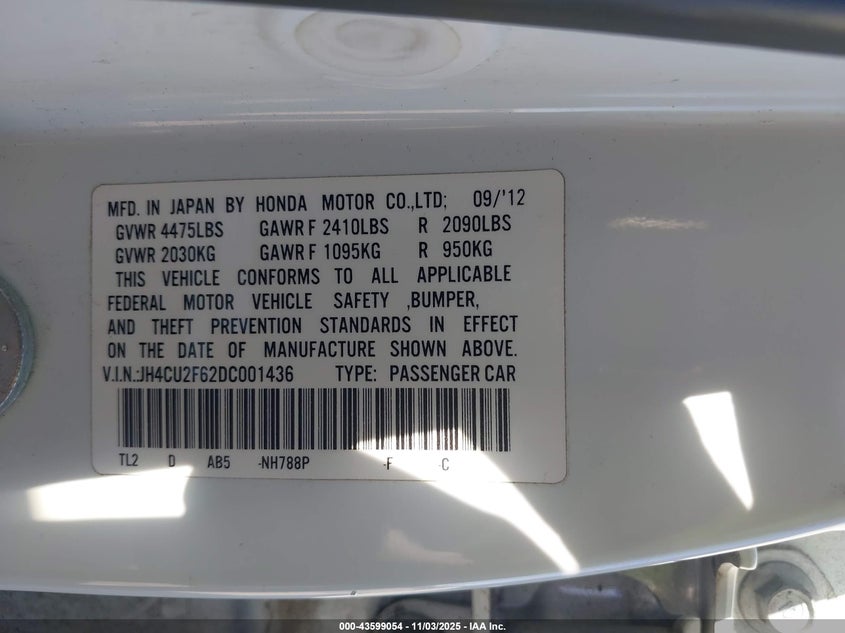 MFD. IN JAPAN BY HONDA MOTOR CO.,LTD; 09/'12
GVWR 4475LBS GAWR F 2410LBS R 2090LBS
GVWR 2030KG GAWR F 1095KG R 950KG
THIS VEHICLE CONFORMS TO ALL APPLICABLE
FEDERAL MOTOR VEHICLE SAFETY ,BUMPER,
AND THEFT PREVENTION STANDARDS IN EFFECT
ON THE DATE OF MANUFACTURE SHOWN ABOVE.
V.I.N.:JH4CU2F62DC001436 TYPE: PASSENGER CAR
TL2 D AB5 -NH788P -F -C
000-43599054 - 11/03/2025 - IAA Inc.